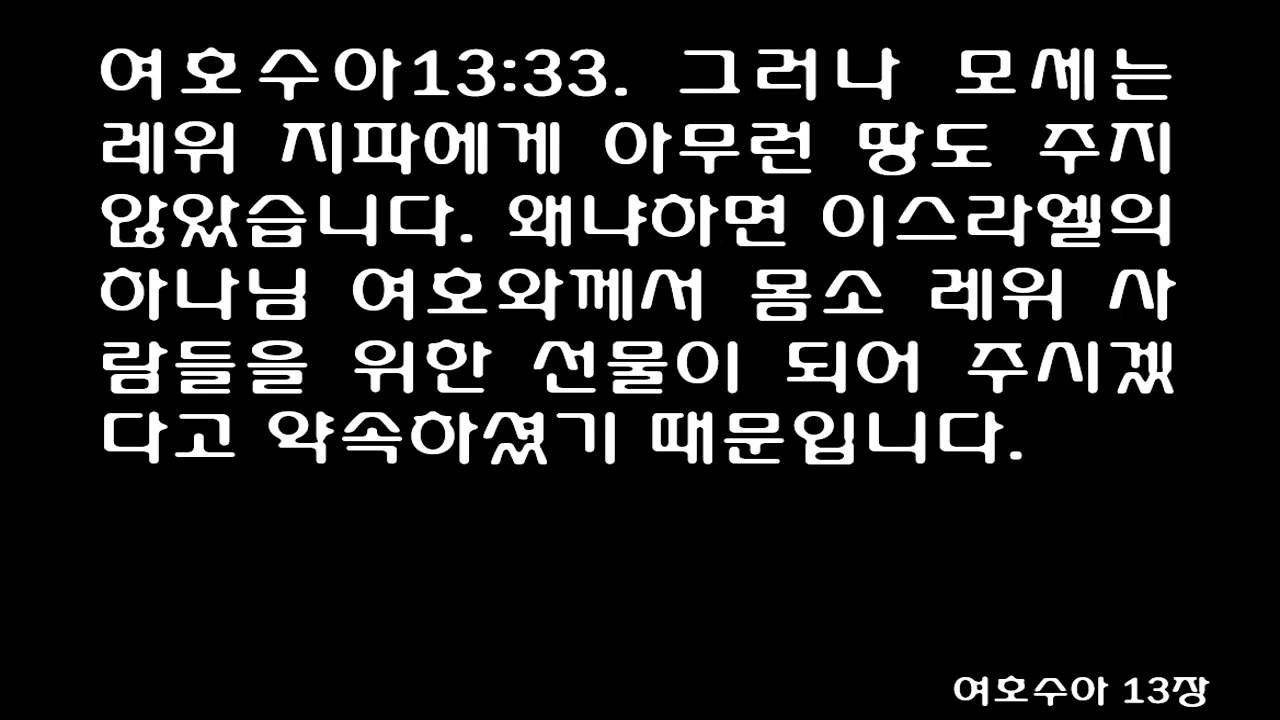 여호수아13:33. 그러나 모세는
레위 지파에게 아무런 땅도 주지
않았습니다. 왜냐하면 이스라엘의
하나님 여호와께서 몸소 레위 사
람들을 위한 선물이 되어 주시겠
다고 약속하셨기 때문입니다.
여호수아 13장